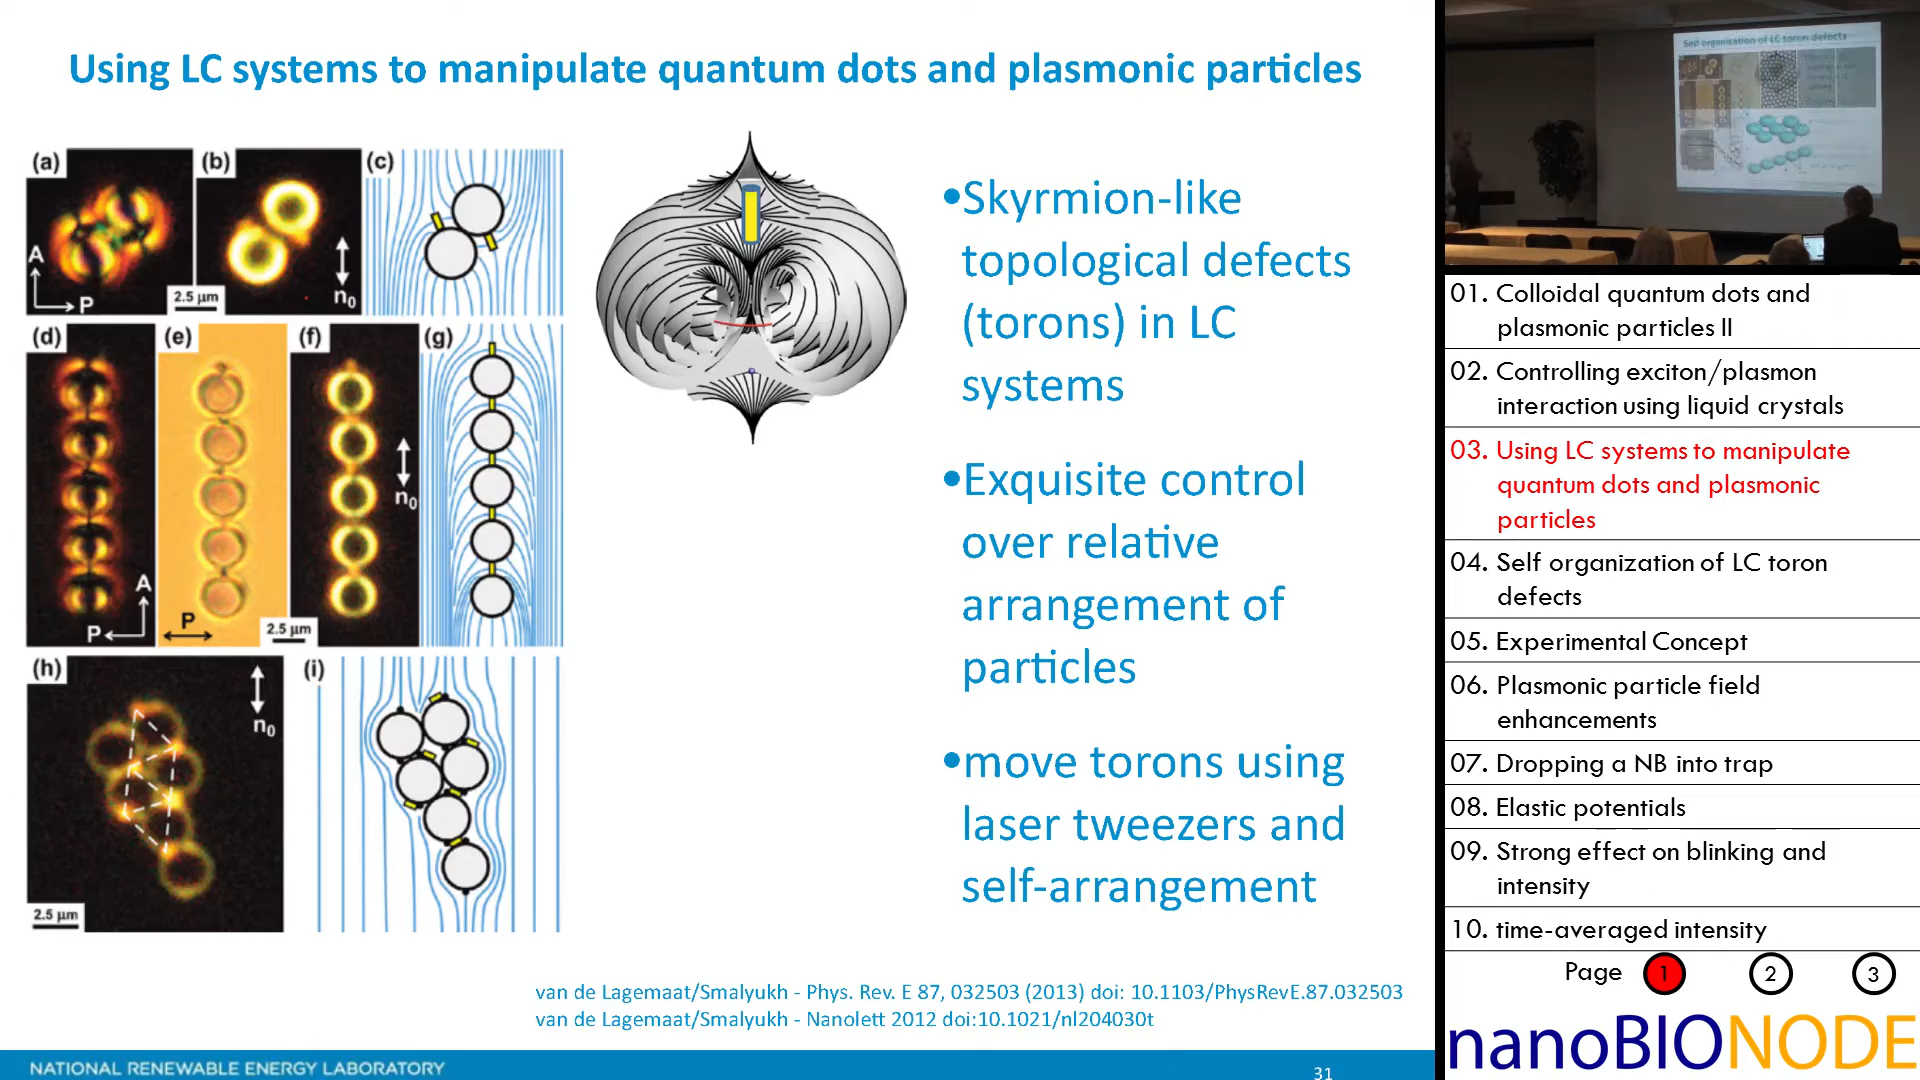 Using LC systems to manipulate quantum dots and plasmonic particles
(a)
(b)
(c)
A
P
2.5 µm
n0
(d)
(e)
(f)
(g)
n0
A
P
P
2.5 µm
(h)
(i)
n0
2.5 µm
•Skyrmion-like
topological defects
(torons) in LC
systems
•Exquisite control
over relative
arrangement of
particles
•move torons using
laser tweezers and
self-arrangement
van de Lagemaat/Smalyukh - Phys. Rev. E 87, 032503 (2013) doi: 10.1103/PhysRevE.87.032503
van de Lagemaat/Smalyukh - Nanolett 2012 doi:10.1021/nl204030t
NATIONAL RENEWABLE ENERGY LABORATORY
31
Self organization of LC toron defects
01. Colloidal quantum dots and
plasmonic particles II
02. Controlling exciton/plasmon
interaction using liquid crystals
03. Using LC systems to manipulate
quantum dots and plasmonic
particles
04. Self organization of LC toron
defects
05. Experimental Concept
06. Plasmonic particle field
enhancements
07. Dropping a NB into trap
08. Elastic potentials
09. Strong effect on blinking and
intensity
10. time-averaged intensity
Page 1 2 3
nanoBIONODE